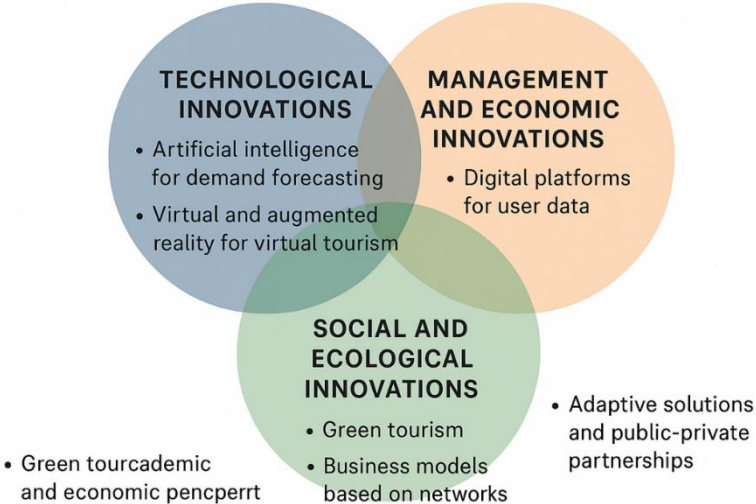 TECHNOLOGICAL
INNOVATIONS
• Artificial intelligence
for demand forecasting
• Virtual and augmented
reality for virtual tourism
MANAGEMENT
AND ECONOMIC
INNOVATIONS
• Digital platforms
for user data
SOCIAL AND
ECOLOGICAL
INNOVATIONS
• Green tourism
• Business models
based on networks
• Adaptive solutions
and public-private
partnerships
• Green tourcademic
and economic pencperrt